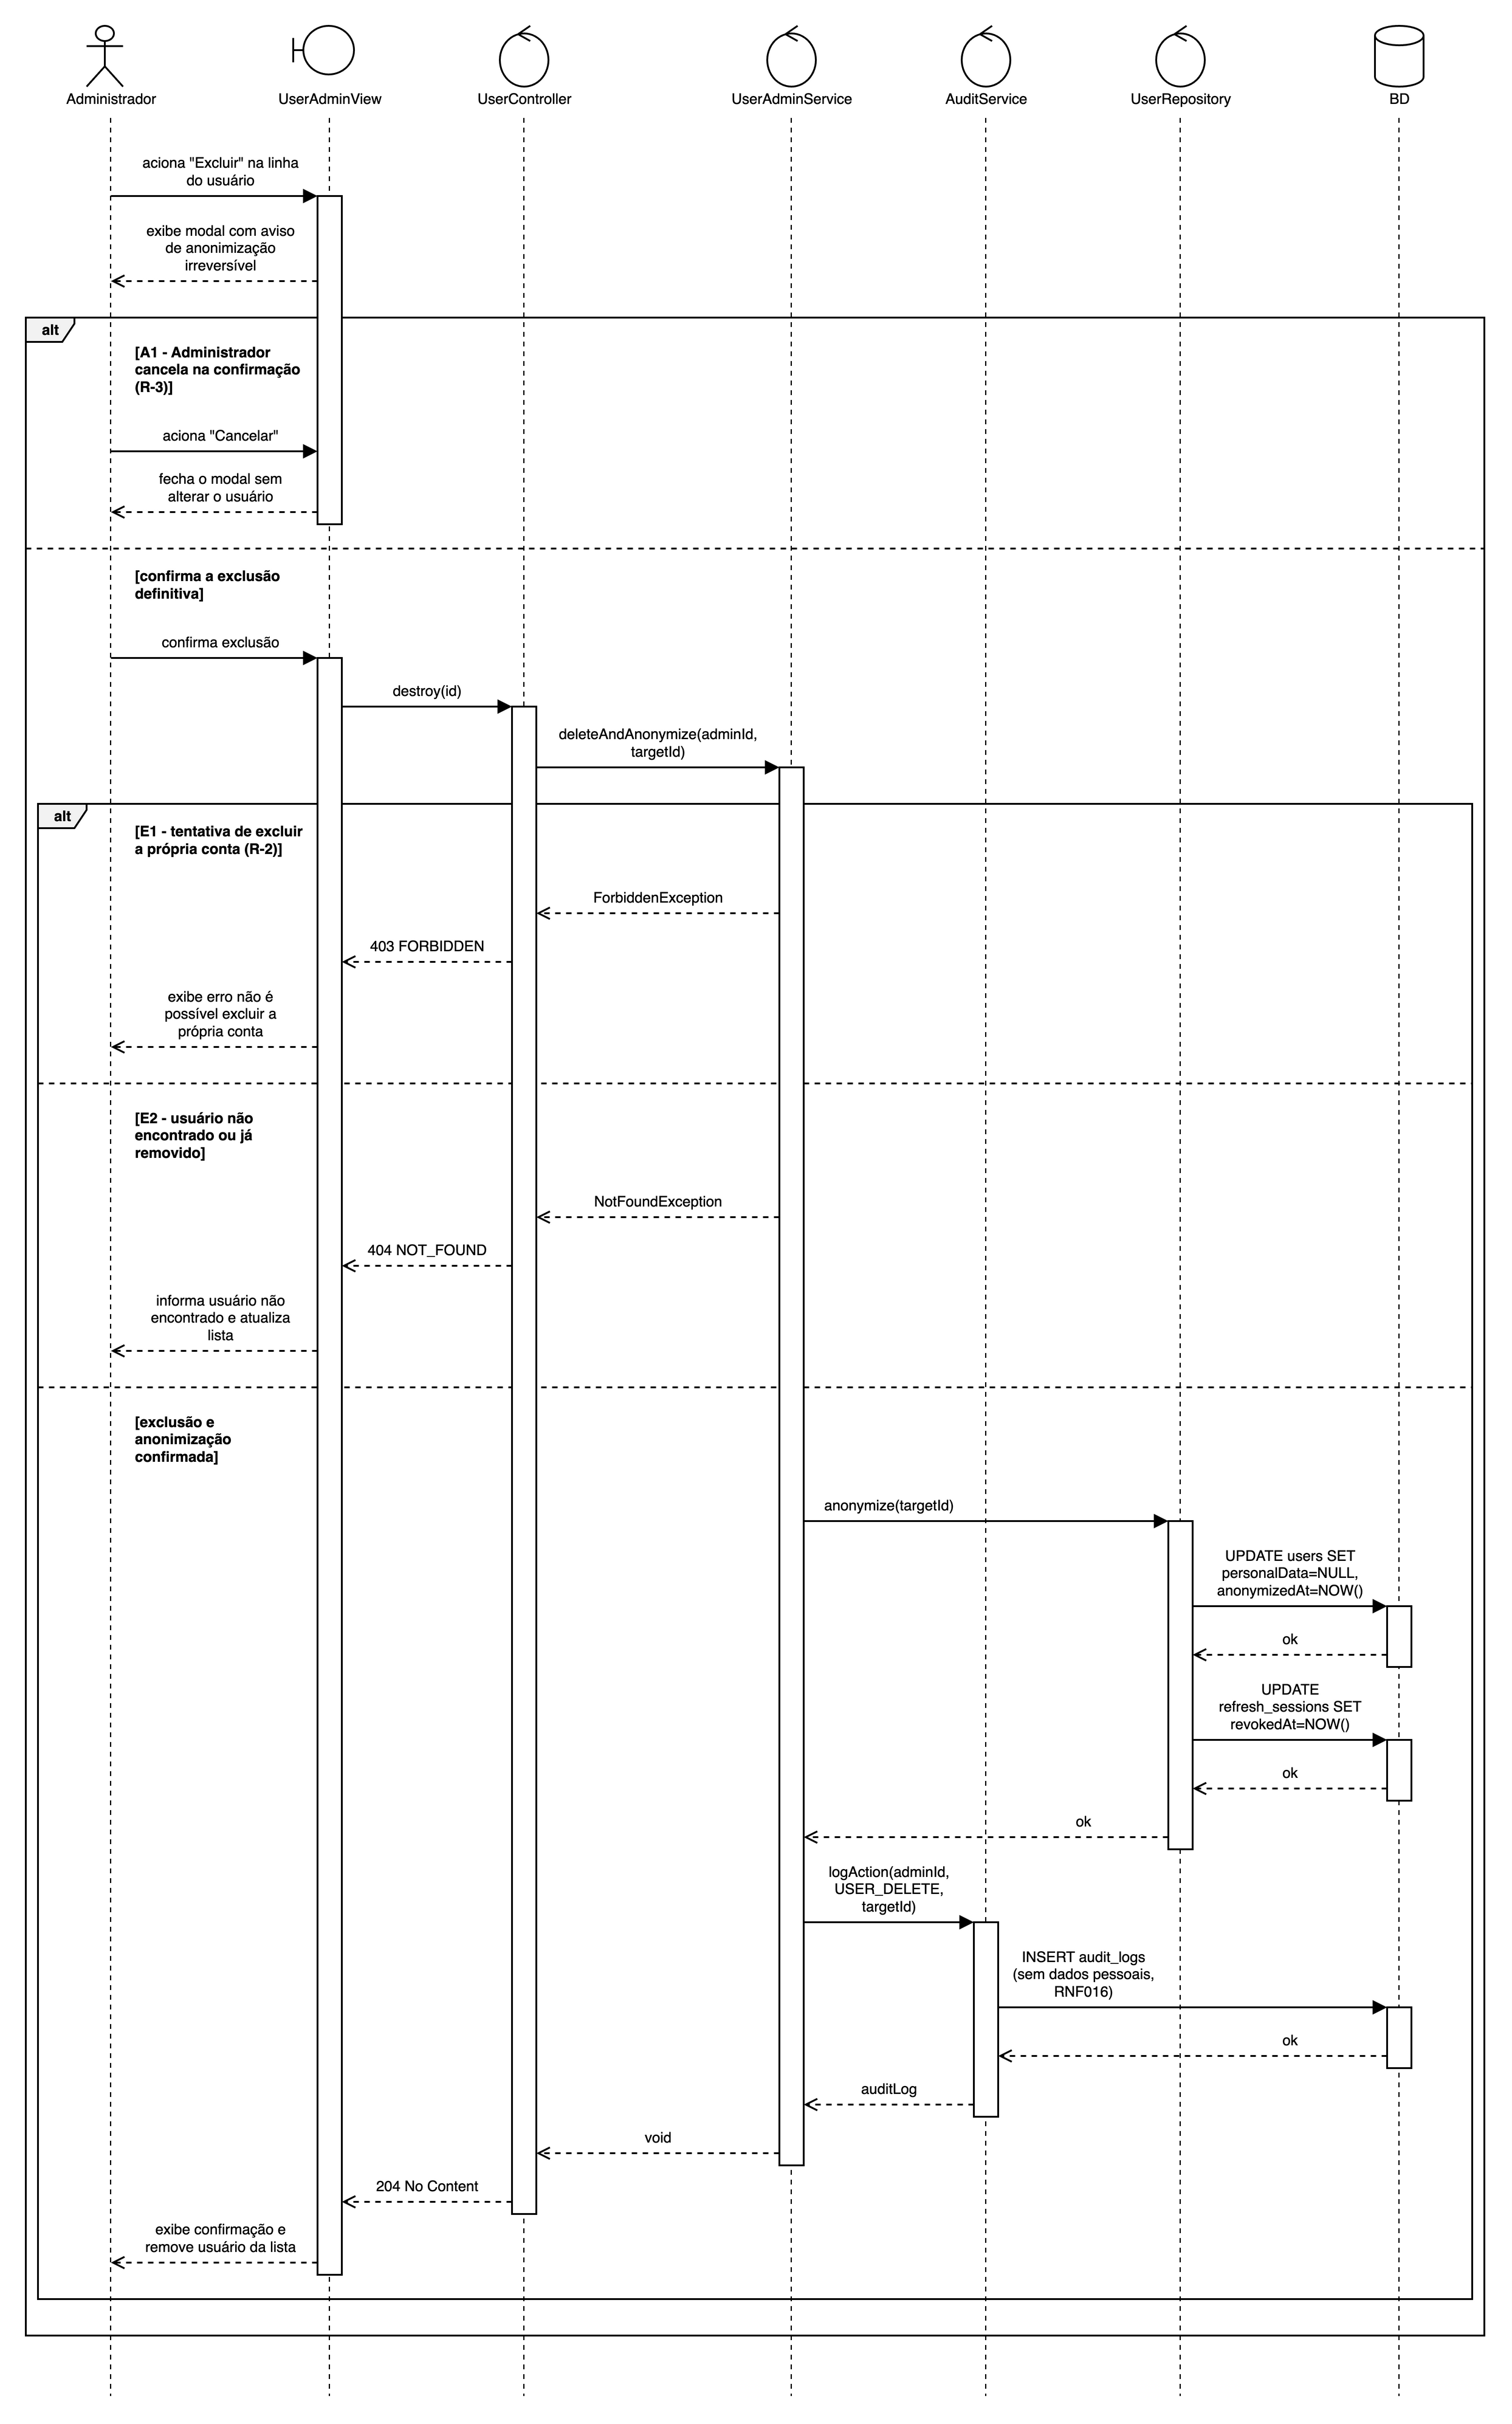 Administrador
UserAdminView
UserController
UserAdminService
AuditService
UserRepository
BD
aciona "Excluir" na linha
do usuário
exibe modal com aviso
de anonimização
irreversível
alt
[A1 - Administrador
cancela na confirmação
(R-3)]
aciona "Cancelar"
fecha o modal sem
alterar o usuário
[confirma a exclusão
definitiva]
confirma exclusão
destroy(id)
deleteAndAnonymize(adminId,
targetId)
alt
[E1 - tentativa de excluir
a própria conta (R-2)]
ForbiddenException
403 FORBIDDEN
exibe erro não é
possível excluir a
própria conta
[E2 - usuário não
encontrado ou já
removido]
NotFoundException
404 NOT_FOUND
informa usuário não
encontrado e atualiza
lista
[exclusão e
anonimização
confirmada]
anonymize(targetId)
UPDATE users SET
personalData=NULL,
anonymizedAt=NOW()
ok
UPDATE
refresh_sessions SET
revokedAt=NOW()
ok
ok
logAction(adminId,
USER_DELETE,
targetId)
INSERT audit_logs
(sem dados pessoais,
RNF016)
ok
auditLog
void
204 No Content
exibe confirmação e
remove usuário da lista